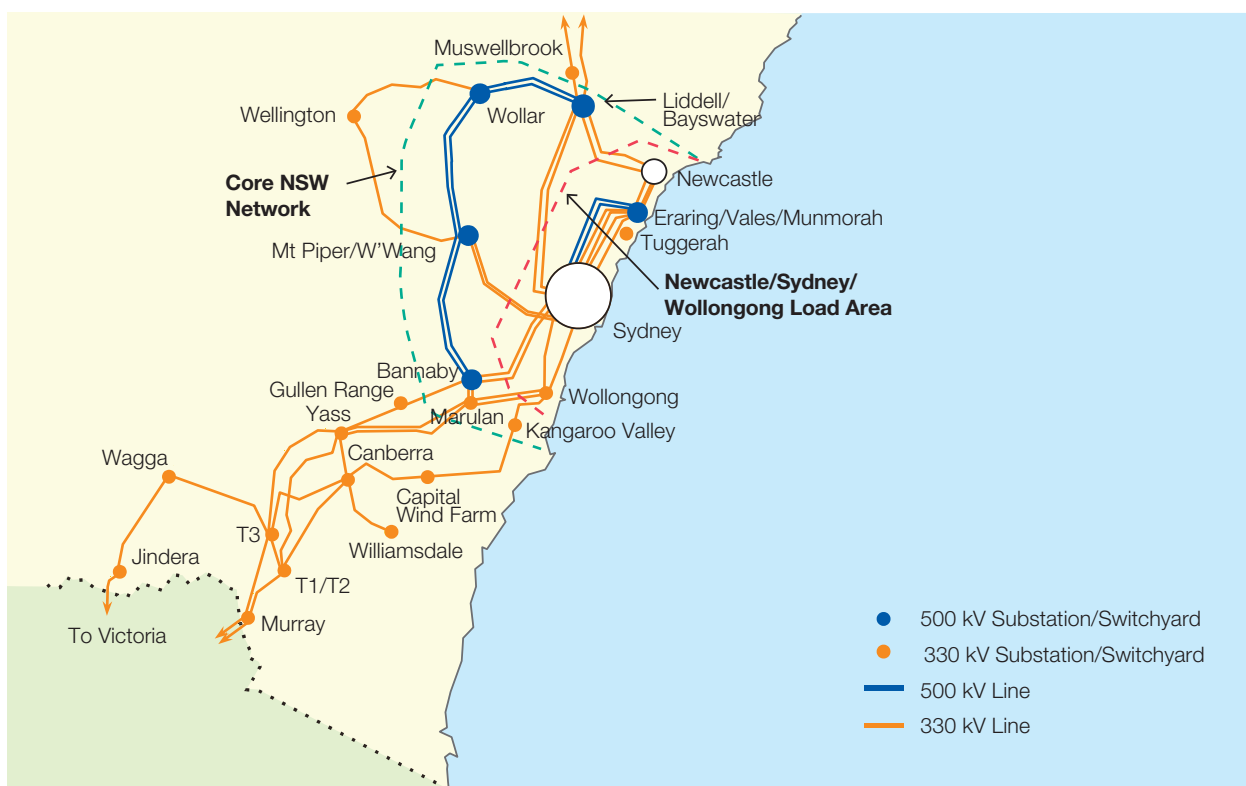 Muswellbrook
Wellington
Wollar
Liddell/
Bayswater
Core NSW
Network
Newcastle
Eraring/Vales/Munmorah
Tuggerah
Mt Piper/W'Wang
Newcastle/Sydney/
Wollongong Load Area
Sydney
Bannaby
Gullen Range
Yass
Marulan
Wollongong
Kangaroo Valley
Canberra
Wagga
Capital
Wind Farm
T3
Williamsdale
Jindera
T1/T2
To Victoria
Murray
500 kV Substation/Switchyard
330 kV Substation/Switchyard
500 kV Line
330 kV Line